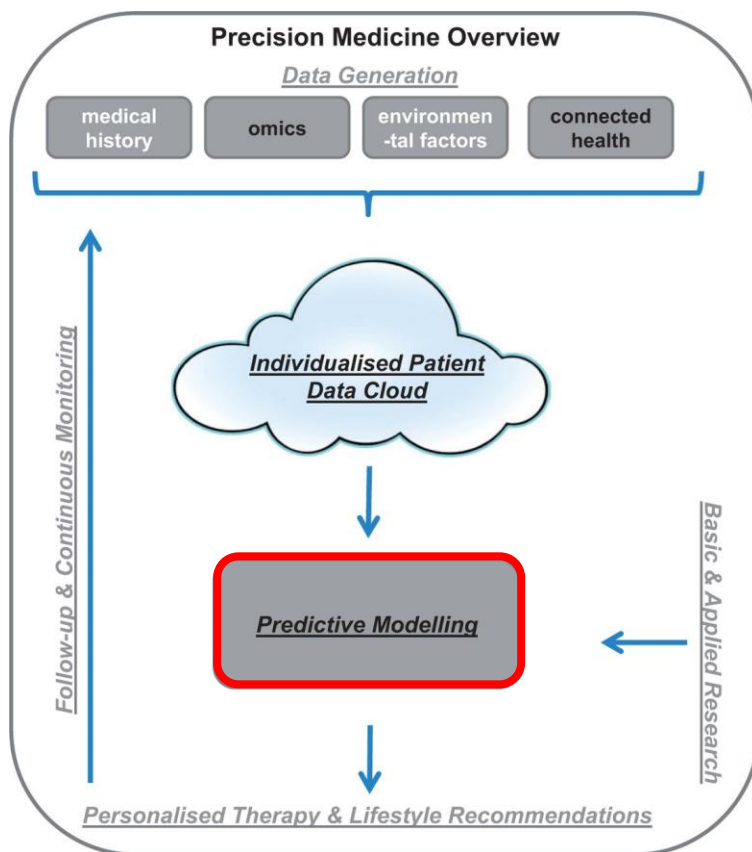 Precision Medicine Overview
Data Generation
medical
history
omics
environmen
-tal factors
connected
health
Individualised Patient
Data Cloud
Follow-up & Continuous Monitoring
Predictive Modelling
Basic & Applied Research
Personalised Therapy & Lifestyle Recommendations